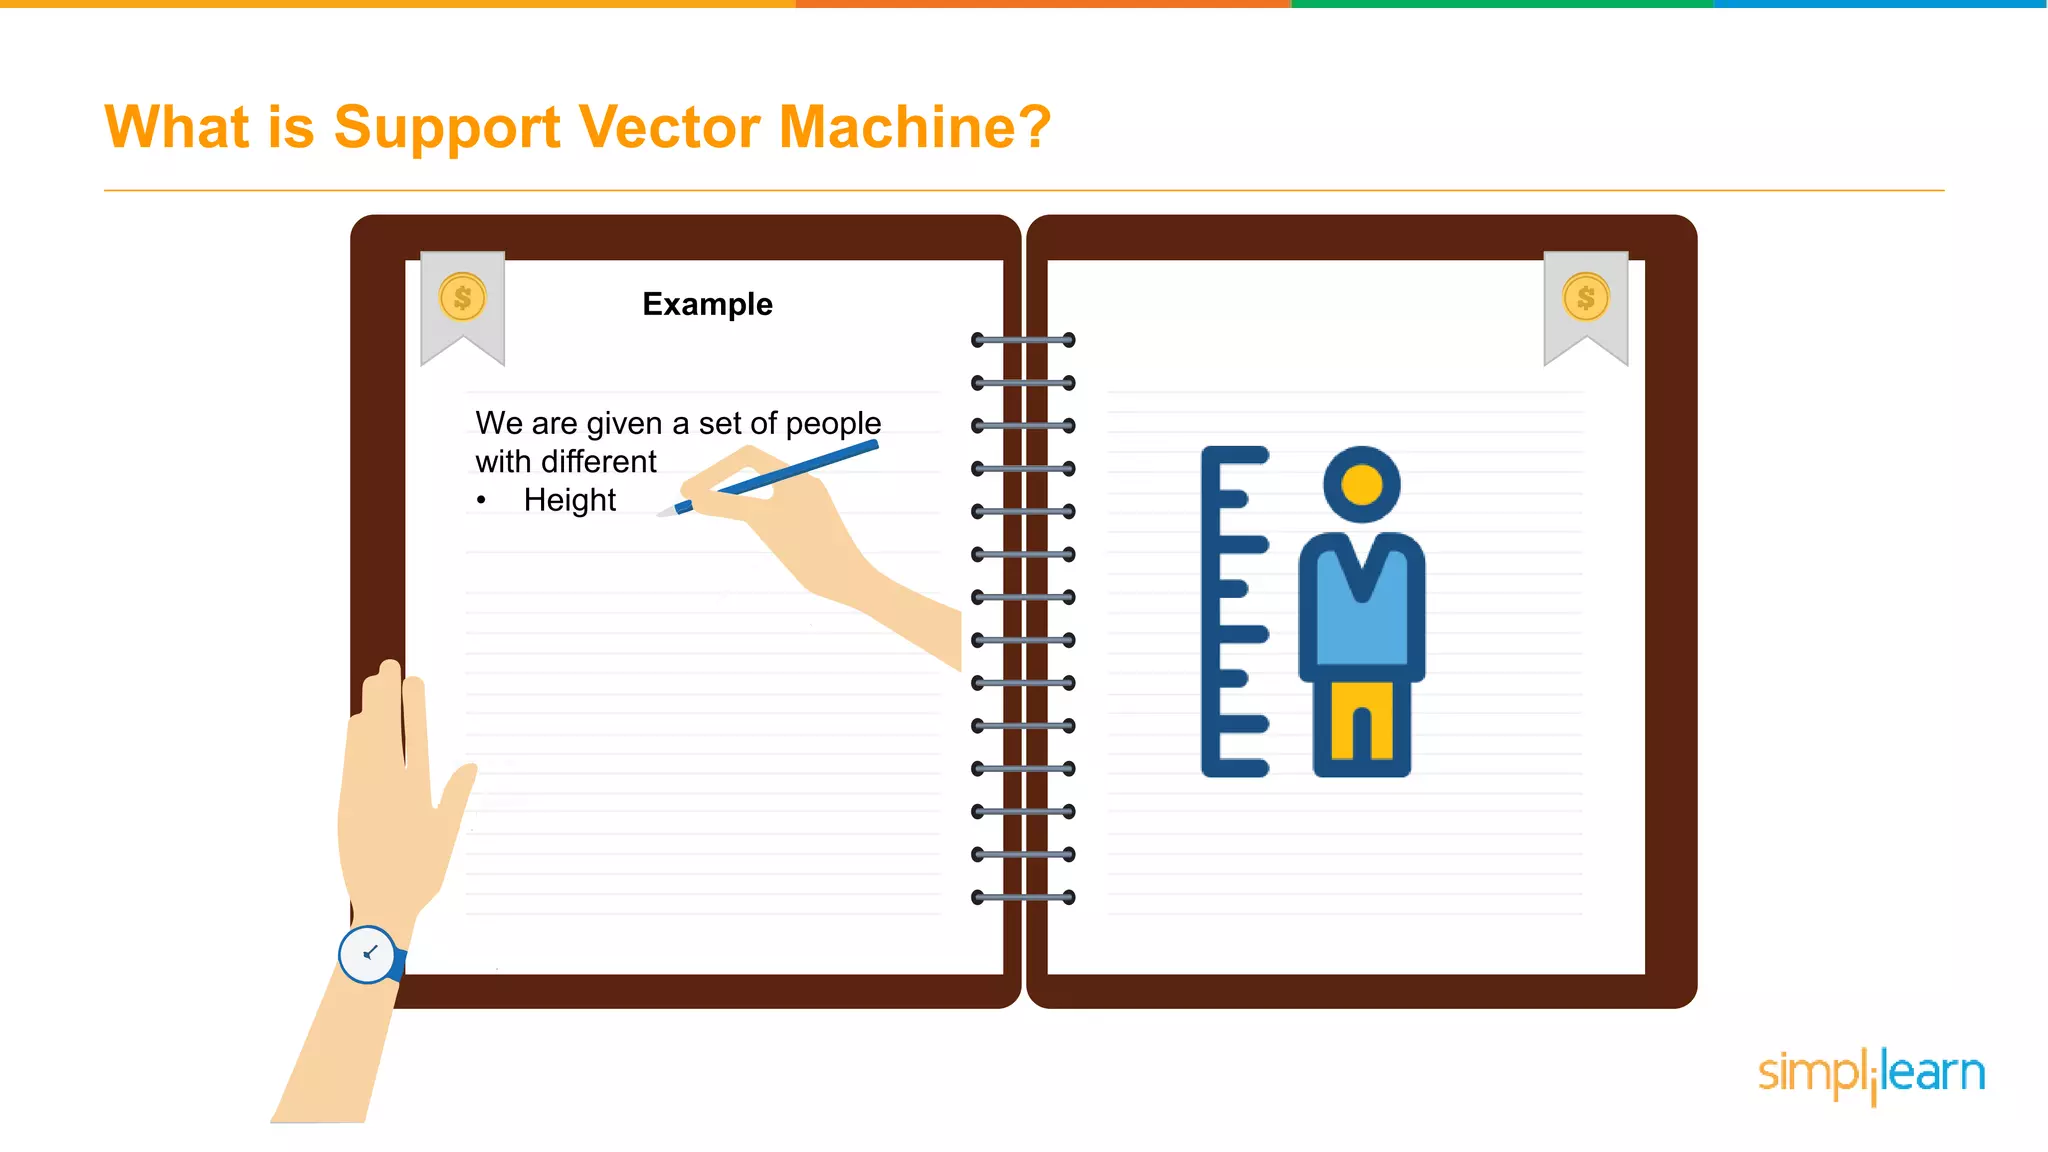 What is Support Vector Machine?
Example
We are given a set of people
with different
• Height
$
$
simplilearn